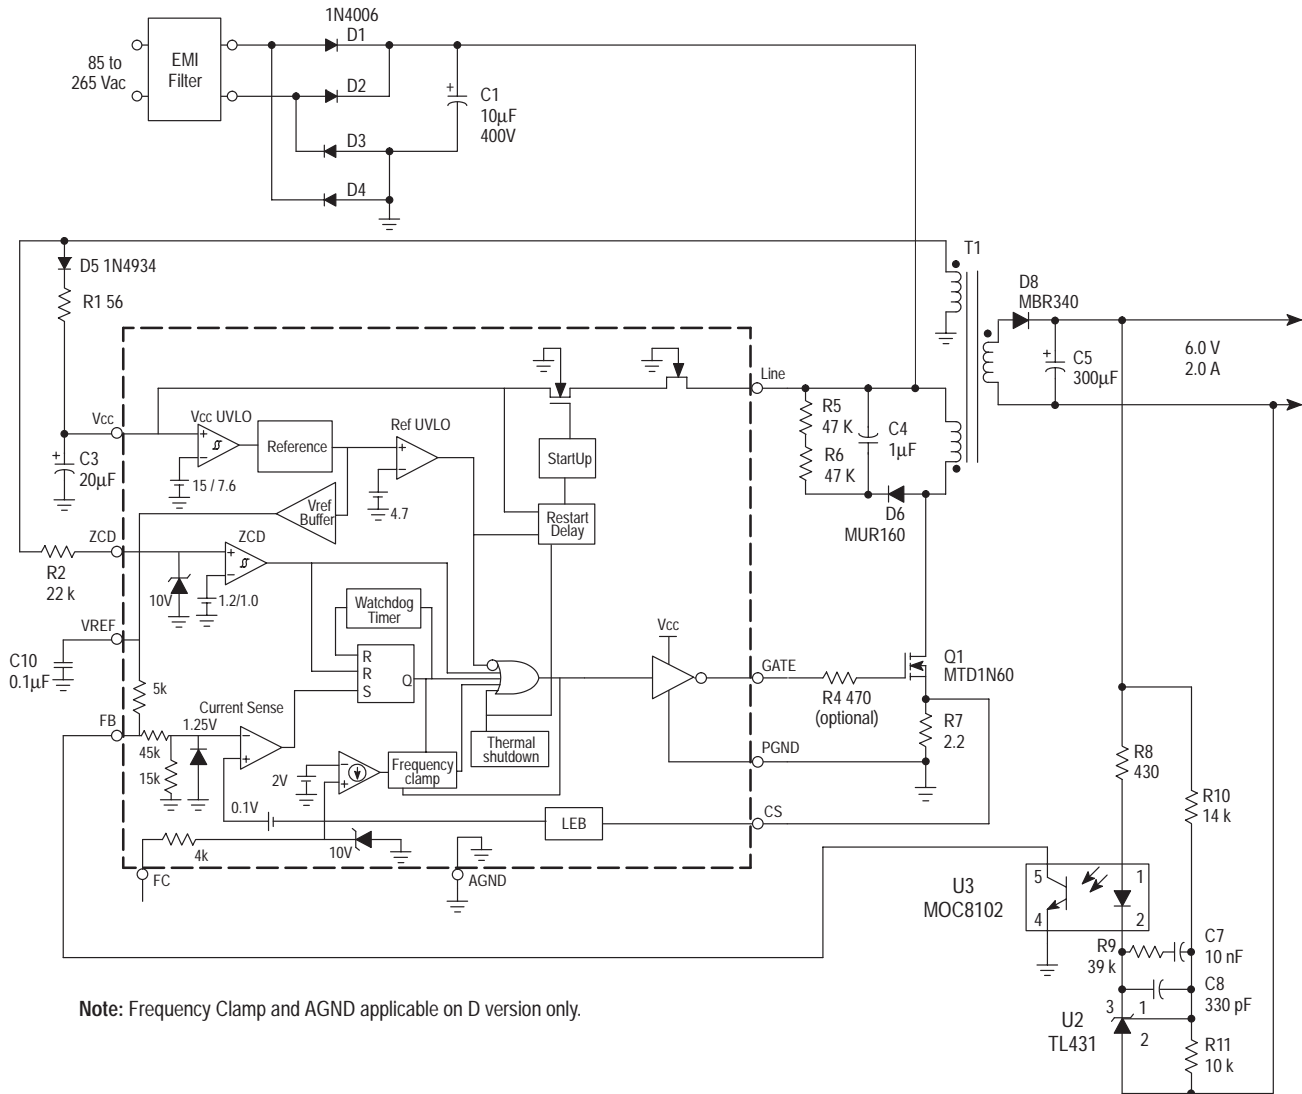 1N4006
D1
EMI
Filter
85 to
265 Vac
D2
+
C1
10μF
400V
D3
D4
T1
D5 1N4934
R1 56
D8
MBR340
+
C5
300μF
6.0 V
2.0 A
Line
Vcc
Vcc UVLO
Ref UVLO
+
–
Reference
+
–
StartUp
R5
47 K
R6
47 K
C4
1μF
+
C3
20μF
15 / 7.6
Vref
Buffer
4.7
Restart
Delay
D6
MUR160
ZCD
ZCD
+
–
R2
22 k
10V
1.2/1.0
Watchdog
Timer
VREF
Vcc
C10
0.1μF
R
R
S
Q
GATE
Q1
MTD1N60
R4 470
(optional)
5k
Current Sense
1.25V
FB
–
+
45k
15k
Thermal
shutdown
PGND
R7
2.2
R8
430
2V
–
+
Frequency
clamp
R10
14 k
0.1V
LEB
CS
4k
10V
FC
AGND
U3
MOC8102
5
4
1
2
R9
39 k
C7
10 nF
C8
330 pF
3
1
2
U2
TL431
R11
10 k
Note: Frequency Clamp and AGND applicable on D version only.